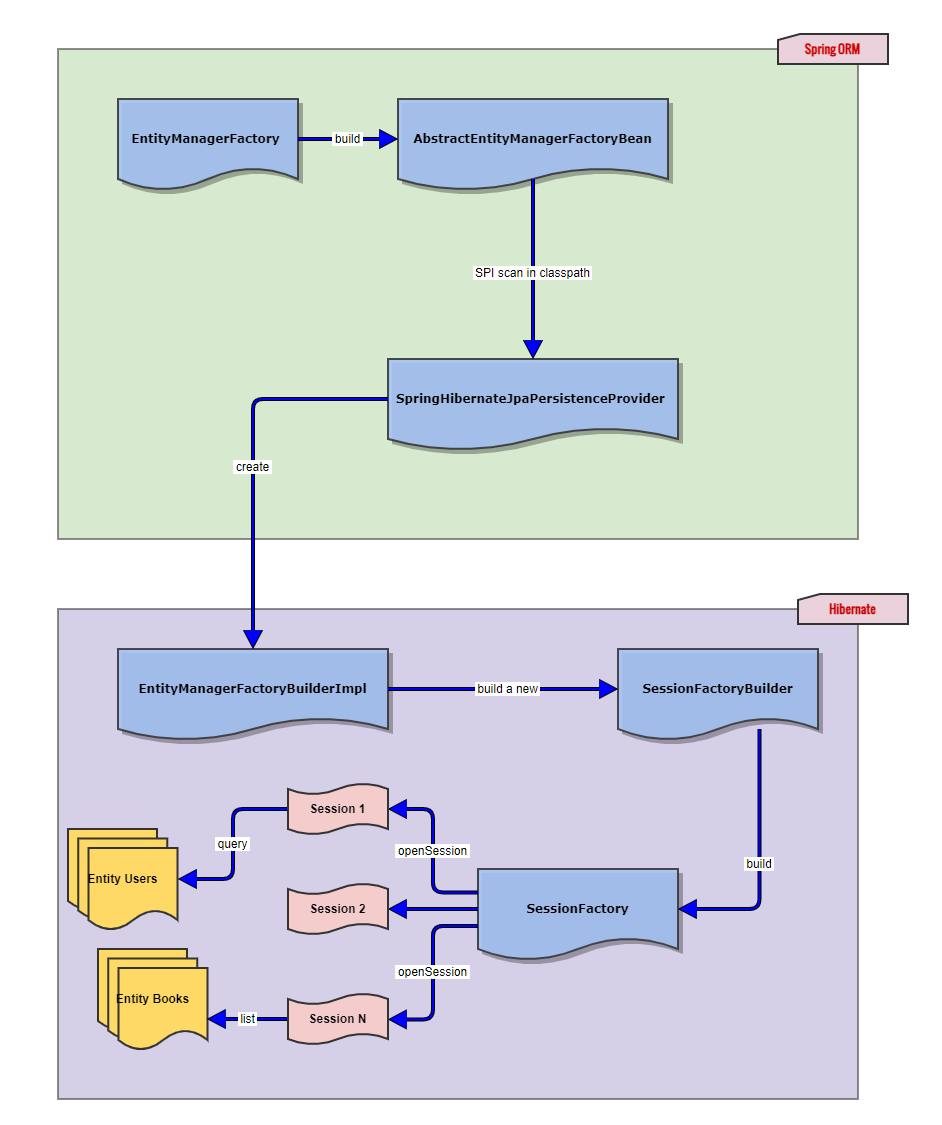 Spring ORM
EntityManagerFactory
build
AbstractEntityManagerFactoryBean
SPI scan in classpath
SpringHibernateJpaPersistenceProvider
create
Hibernate
EntityManagerFactoryBuilderImpl
build a new
SessionFactoryBuilder
Session 1
query
openSession
build
Entity Users
Session 2
SessionFactory
openSession
Entity Books
list
Session N